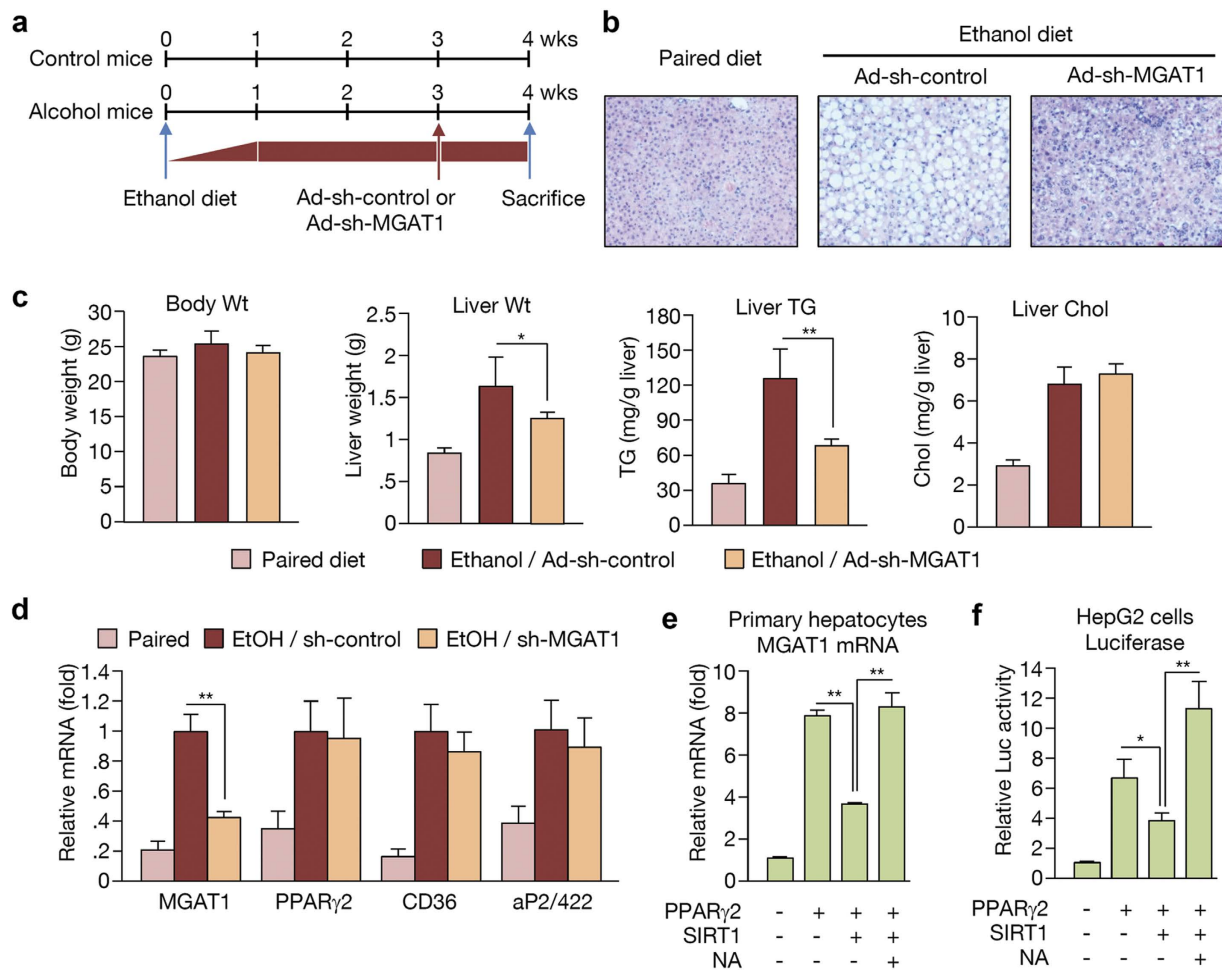 a
0 1 2 3 4 wks
Control mice
0 1 2 3 4 wks
Alcohol mice
Ethanol diet
Ad-sh-control or
Ad-sh-MGAT1
Sacrifice
b
Ethanol diet
Paired diet
Ad-sh-control
Ad-sh-MGAT1
c
Body Wt
Body weight (g)
30
25
20
15
10
5
0
Liver Wt
Liver weight (g)
2.5
2
1.5
1
.5
0
*
Liver TG
TG (mg/g liver)
180
150
120
90
60
30
0
**
Liver Chol
Chol (mg/g liver)
10
8
6
4
2
0
Paired diet
Ethanol / Ad-sh-control
Ethanol / Ad-sh-MGAT1
d
Paired
EtOH / sh-control
EtOH / sh-MGAT1
Relative mRNA (fold)
1.4
1.2
1
.8
.6
.4
.2
0
**
MGAT1
PPARγ2
CD36
aP2/422
e
Primary hepatocytes
MGAT1 mRNA
Relative mRNA (fold)
10
8
6
4
2
0
**
**
PPARγ2 - + + +
SIRT1 - - + +
NA - - - +
f
HepG2 cells
Luciferase
Relative Luc activity
14
12
10
8
6
4
2
0
*
**
PPARγ2 - + + +
SIRT1 - - + +
NA - - - +